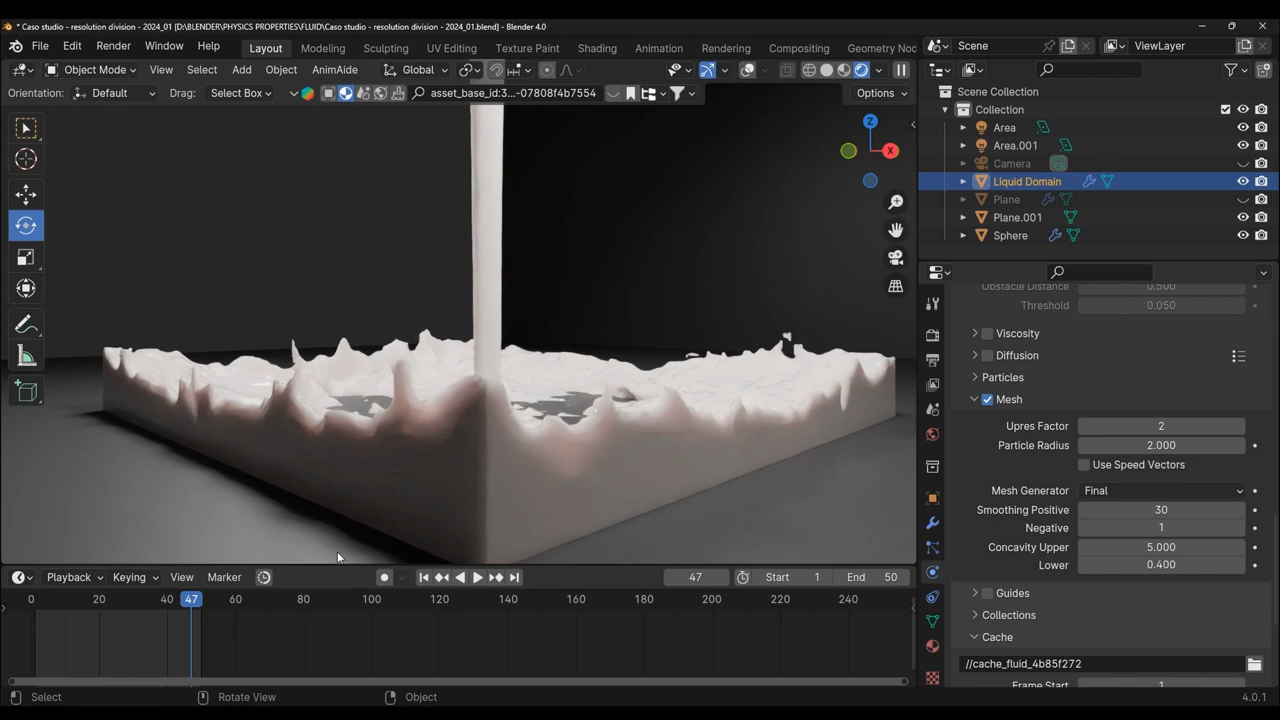 * Caso studio - resolution division - 2024_01 [D:\BLENDER\PHYSICS PROPERTIES\FLUID\Caso studio - resolution division - 2024_01.blend] - Blender 4.0
File Edit Render Window Help Layout Modeling Sculpting UV Editing Texture Paint Shading Animation Rendering Compositing Geometry Nod Scene ViewLayer
Object Mode View Select Add Object AnimAide Global
Orientation: Default Drag: Select Box asset_base_id:3...-07808f4b7554 Options
Z
X
Scene Collection
Collection
Area
Area.001
Camera
Liquid Domain
Plane
Plane.001
Sphere
Obstacle Distance 0.500
Threshold 0.050
Viscosity
Diffusion
Particles
Mesh
Upres Factor 2
Particle Radius 2.000
Use Speed Vectors
Mesh Generator Final
Smoothing Positive 30
Negative 1
Concavity Upper 5.000
Lower 0.400
Guides
Collections
Cache
//cache_fluid_4b85f272
Frame Start 1
Playback Keying View Marker 47 Start 1 End 50
0 20 40 47 60 80 100 120 140 160 180 200 220 240
Select Rotate View Object 4.0.1